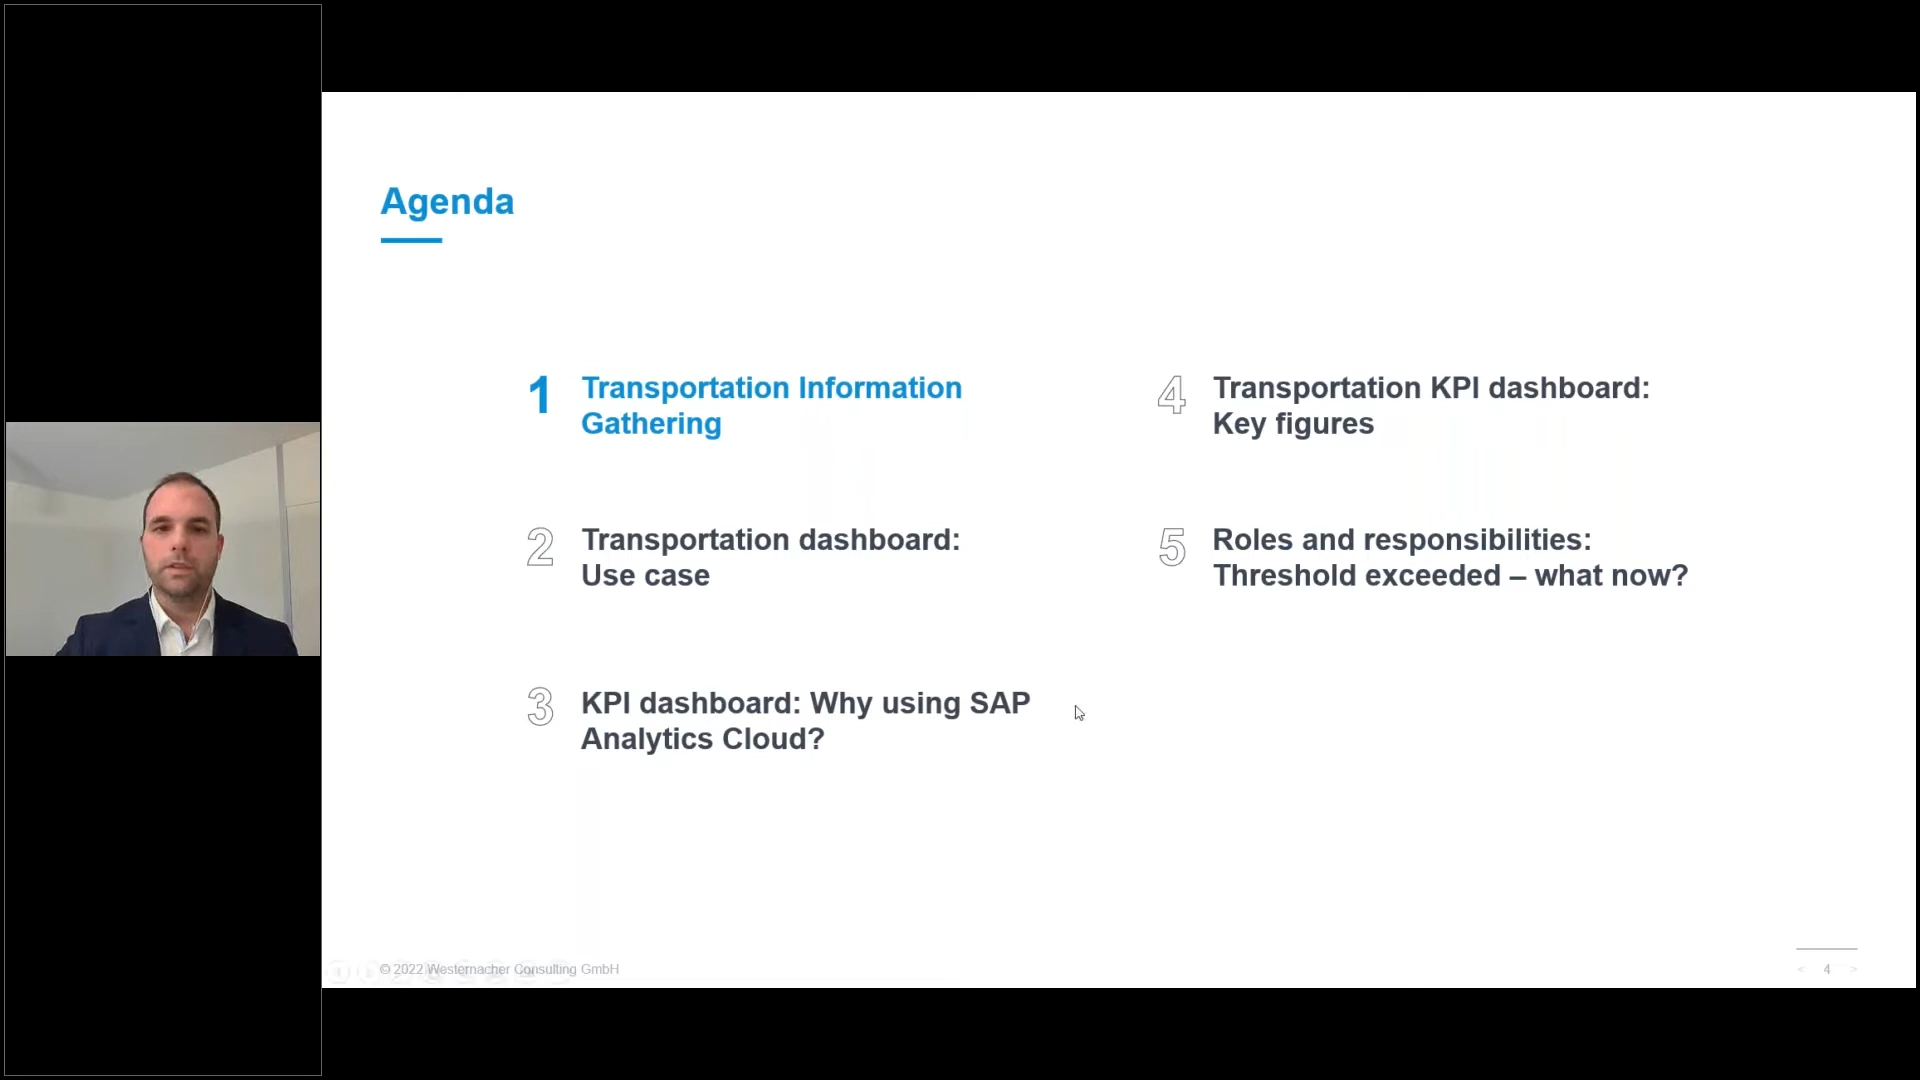 Agenda
1 Transportation Information
Gathering
2 Transportation dashboard:
Use case
3 KPI dashboard: Why using SAP
Analytics Cloud?
4 Transportation KPI dashboard:
Key figures
5 Roles and responsibilities:
Threshold exceeded – what now?
© 2022 Westernacher Consulting GmbH
< 4 >